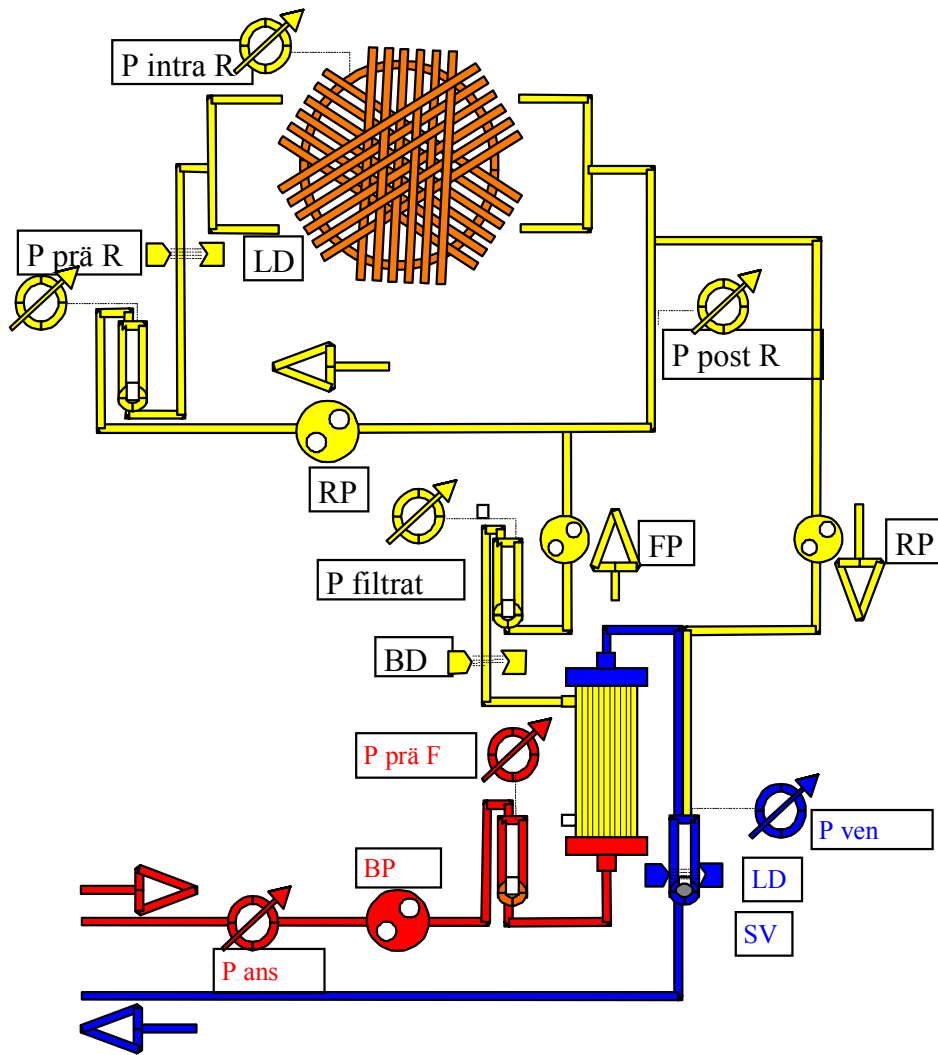 P intra R
P prä R
LD
P post R
RP
FP
RP
P filtrat
BD
P prä F
P ven
BP
LD
SV
P ans